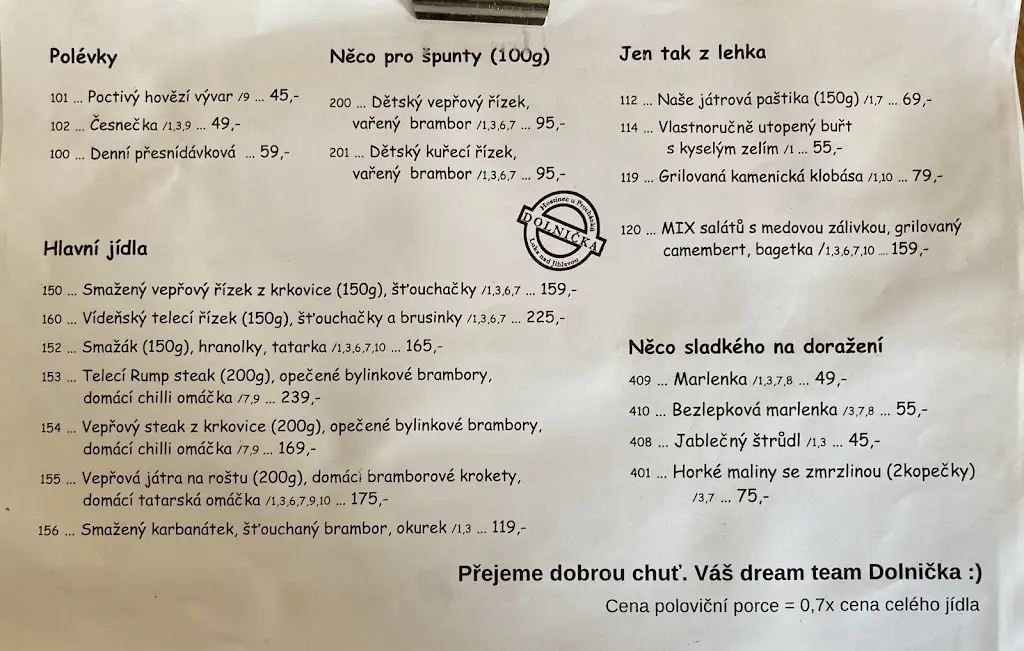 Polévky
101 ... Poctivý hovězí vývar /9 ... 45,-
102 ... Česnečka /1,3,9 ... 49,-
100 ... Denní přesnídávková ... 59,-
Něco pro špunty (100g)
200 ... Dětský vepřový řízek,
vařený brambor /1,3,6,7 ... 95,-
201 ... Dětský kuřecí řízek,
vařený brambor /1,3,6,7 ... 95,-
Jen tak z lehka
112 ... Naše játrová paštika (150g) /1,7 ... 69,-
114 ... Vlastnoručně utopený buřt
s kyselým zelím /1 ... 55,-
119 ... Grilovaná kamenická klobása /1,10 ... 79,-
120 ... MIX salátů s medovou zálivkou, grilovaný
camembert, bagetka /1,3,6,7,10 .... 159,-
Hostinec u Procházků
DOLNIČKA
Luka nad Jihlavou
Hlavní jídla
150 ... Smažený vepřový řízek z krkovice (150g), šťouchačky /1,3,6,7 ... 159,-
160 ... Vídeňský telecí řízek (150g), šťouchačky a brusinky /1,3,6,7 ... 225,-
152 ... Smažák (150g), hranolky, tatarka /1,3,6,7,10 ... 165,-
153 ... Telecí Rump steak (200g), opečené bylinkové brambory,
domácí chilli omáčka /7,9 ... 239,-
154 ... Vepřový steak z krkovice (200g), opečené bylinkové brambory,
domácí chilli omáčka /7,9 ... 169,-
155 ... Vepřová játra na roštu (200g), domácí bramborové krokety,
domácí tatarská omáčka /1,3,6,7,9,10 ... 175,-
156 ... Smažený karbanátek, šťouchaný brambor, okurek /1,3 ... 119,-
Něco sladkého na doražení
409 ... Marlenka /1,3,7,8 ... 49,-
410 ... Bezlepková marlenka /3,7,8 ... 55,-
408 ... Jablečný štrůdl /1,3 ... 45,-
401 ... Horké maliny se zmrzlinou (2kopečky)
/3,7 ... 75,-
Přejeme dobrou chuť. Váš dream team Dolnička :)
Cena poloviční porce = 0,7x cena celého jídla